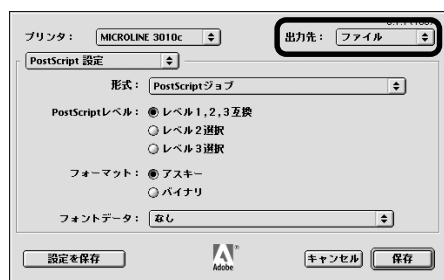 プリンタ： MICROLINE 3010c 出力先： ファイル
PostScript 設定
形式： PostScriptジョブ
PostScriptレベル： レベル1,2,3互換
レベル2選択
レベル3選択
フォーマット： アスキー
バイナリ
フォントデータ： なし
設定を保存 Adobe キャンセル 保存